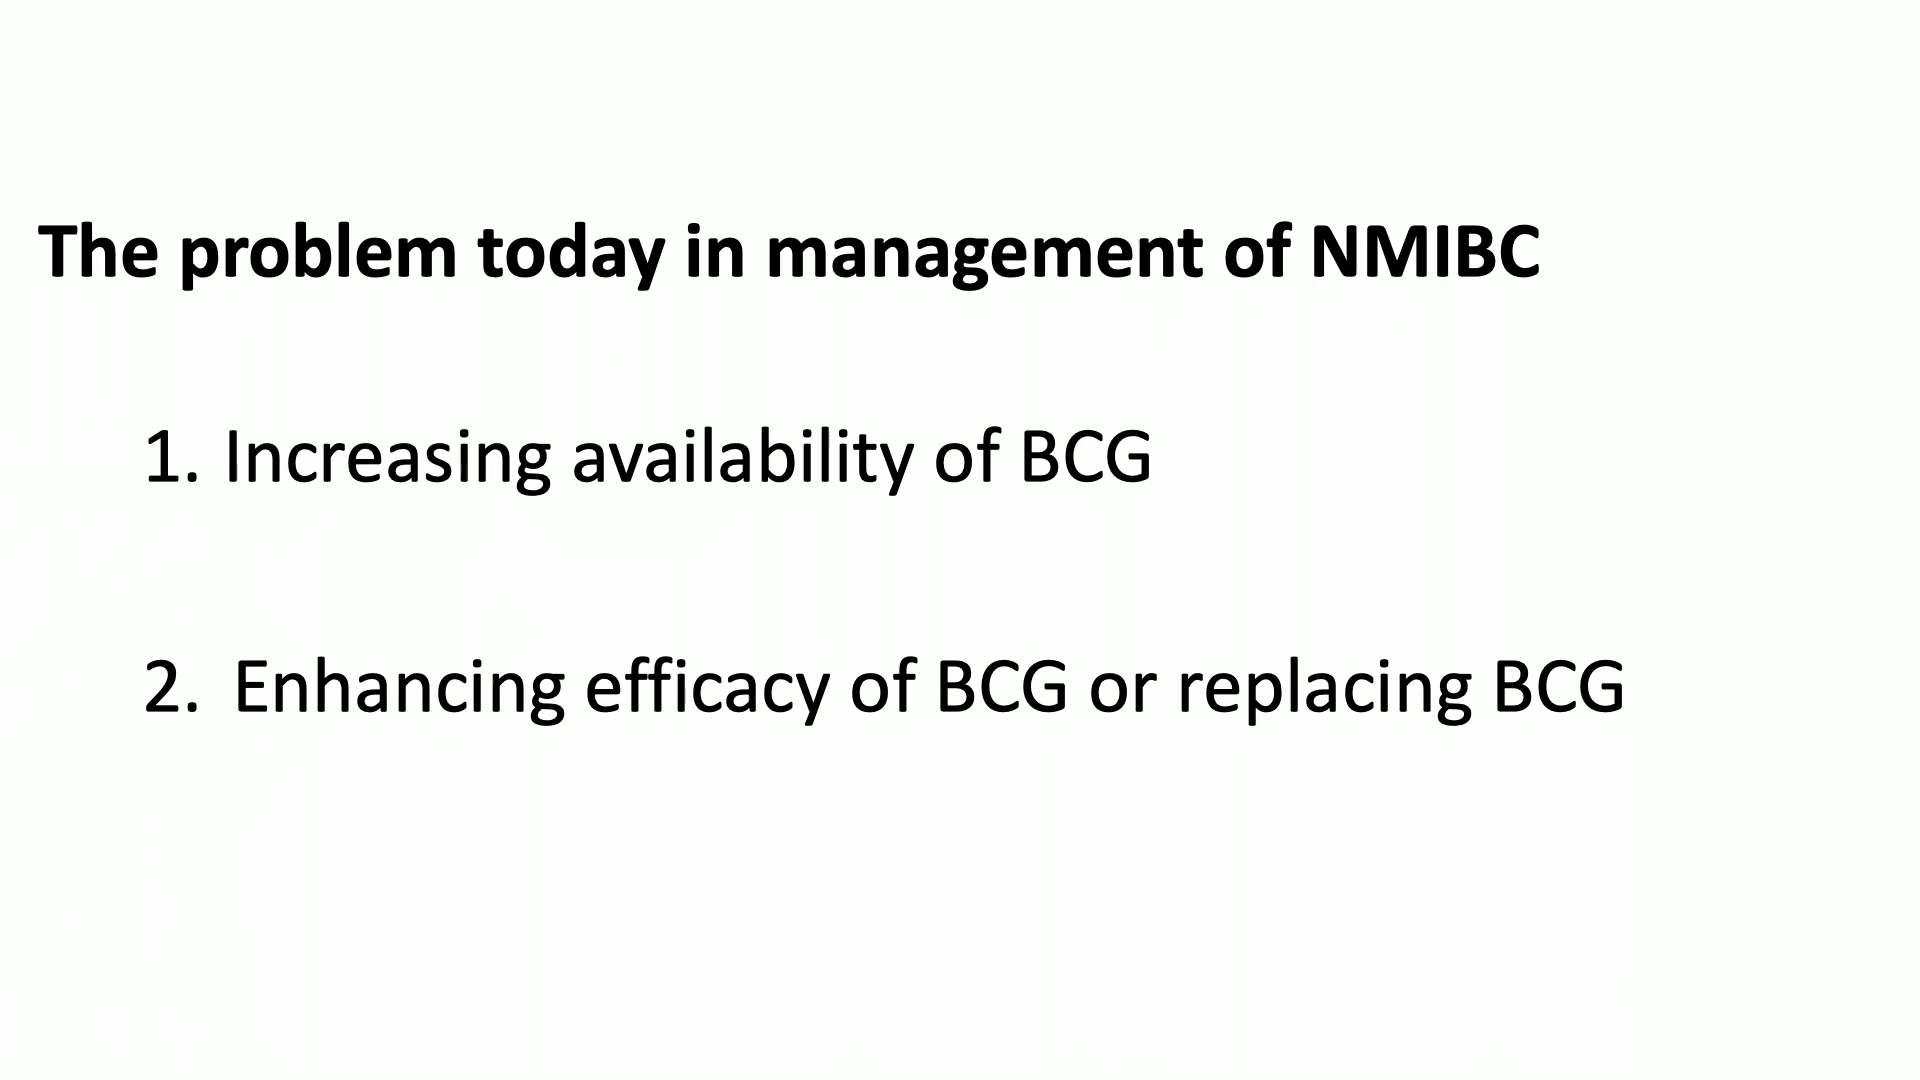 The problem today in management of NMIBC
1. Increasing availability of BCG
2. Enhancing efficacy of BCG or replacing BCG